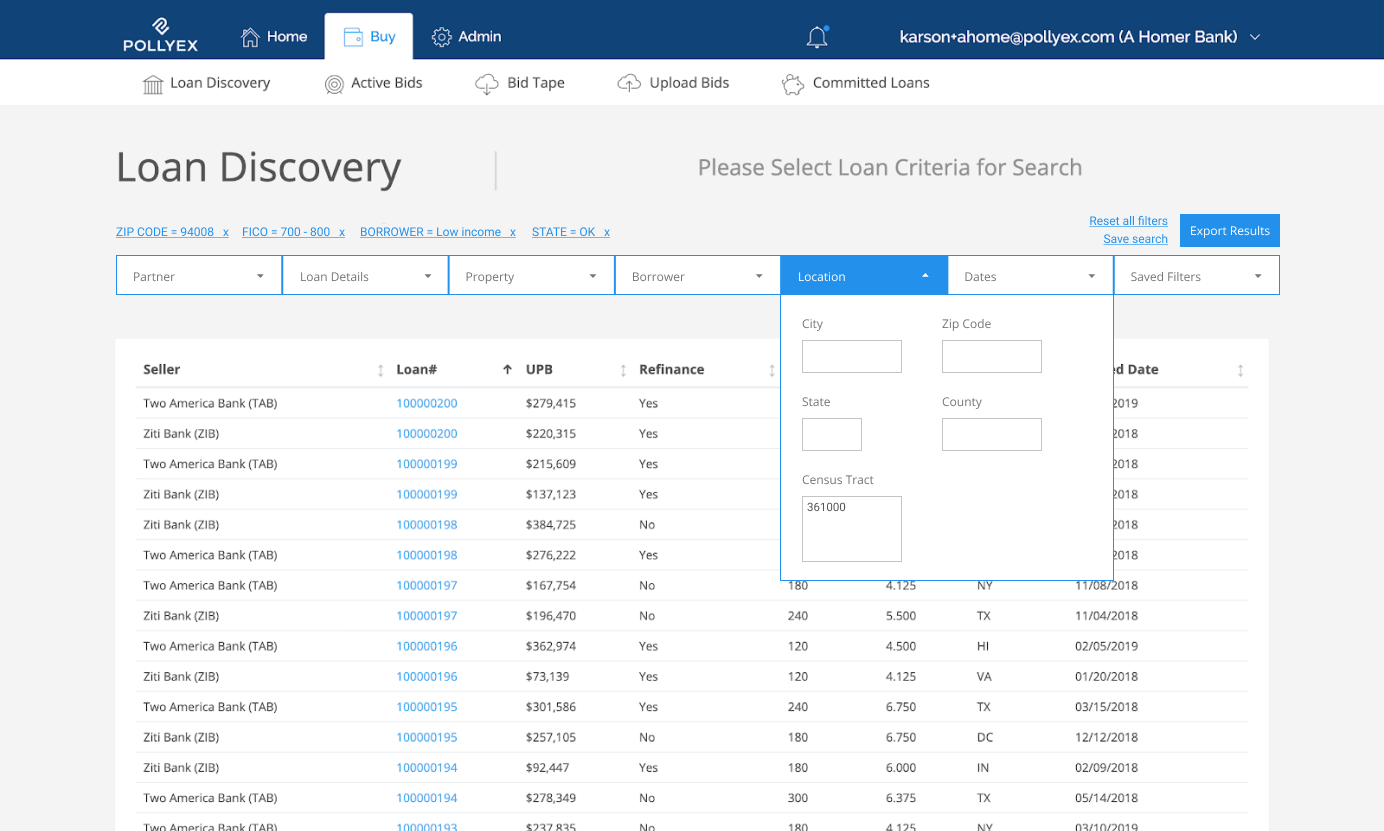 POLLYEX Home Buy Admin karson+ahome@pollyex.com (A Homer Bank)
Loan Discovery Active Bids Bid Tape Upload Bids Committed Loans
Loan Discovery Please Select Loan Criteria for Search
Reset all filters
Save search
Export Results
ZIP CODE = 94008 x FICO = 700 - 800 x BORROWER = Low income x STATE = OK x
Partner Loan Details Property Borrower Location Dates Saved Filters
City Zip Code
State County
Census Tract
361000
Seller Loan# UPB Refinance ed Date
Two America Bank (TAB) 100000200 $279,415 Yes 2019
Ziti Bank (ZIB) 100000200 $220,315 Yes 2018
Two America Bank (TAB) 100000199 $215,609 Yes 2018
Ziti Bank (ZIB) 100000199 $137,123 Yes 2018
Ziti Bank (ZIB) 100000198 $384,725 No 2018
Two America Bank (TAB) 100000198 $276,222 Yes 2018
Two America Bank (TAB) 100000197 $167,754 No 180 4.125 NY 11/08/2018
Ziti Bank (ZIB) 100000197 $196,470 No 240 5.500 TX 11/04/2018
Two America Bank (TAB) 100000196 $362,974 Yes 120 4.500 HI 02/05/2019
Ziti Bank (ZIB) 100000196 $73,139 Yes 120 4.125 VA 01/20/2018
Two America Bank (TAB) 100000195 $301,586 Yes 240 6.750 TX 03/15/2018
Ziti Bank (ZIB) 100000195 $257,105 No 180 6.750 DC 12/12/2018
Ziti Bank (ZIB) 100000194 $92,447 Yes 180 6.000 IN 02/09/2018
Two America Bank (TAB) 100000194 $278,349 No 300 6.375 TX 05/14/2018
Two America Bank (TAB) 100000193 $237,835 No 180 4.125 NY 03/10/2019